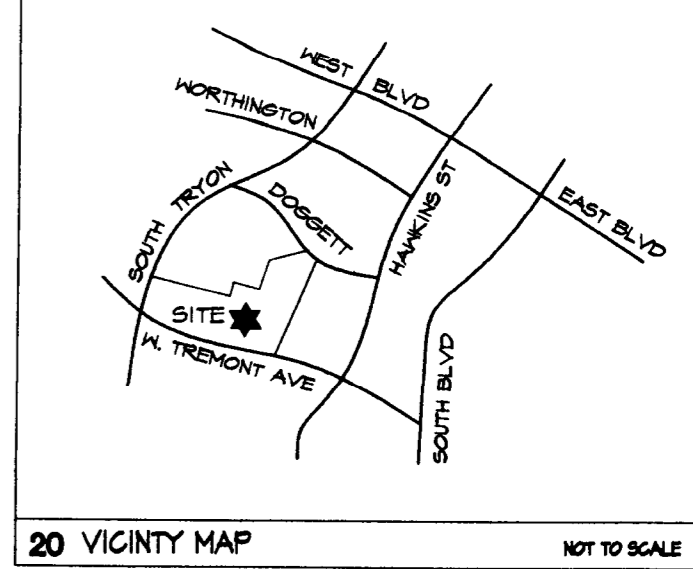 WEST BLVD
WORTHINGTON
SOUTH TRYON
DOGGETT
HAWKINS ST
EAST BLVD
SITE
W. TREMONT AVE
SOUTH BLVD
20 VICINTY MAP
NOT TO SCALE